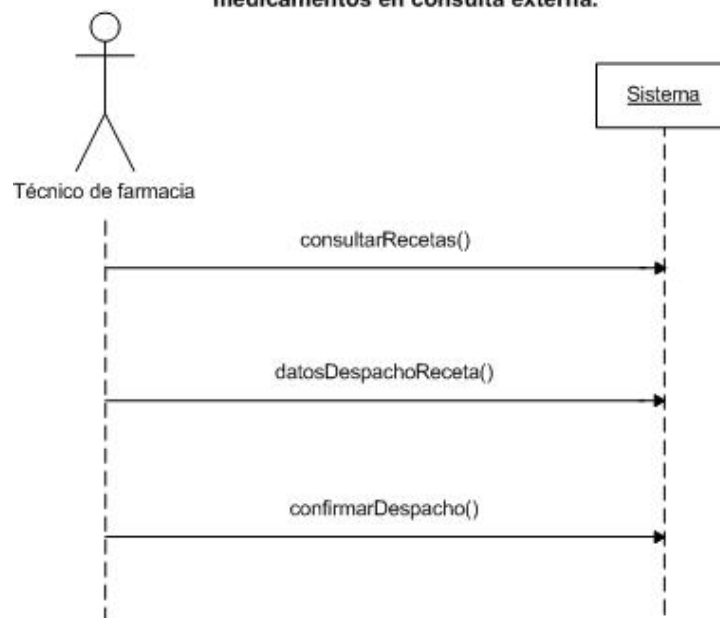 medicamentos en consulta externa.
Sistema
Técnico de farmacia
consultarRecetas()
datosDespachoReceta()
confirmarDespacho()